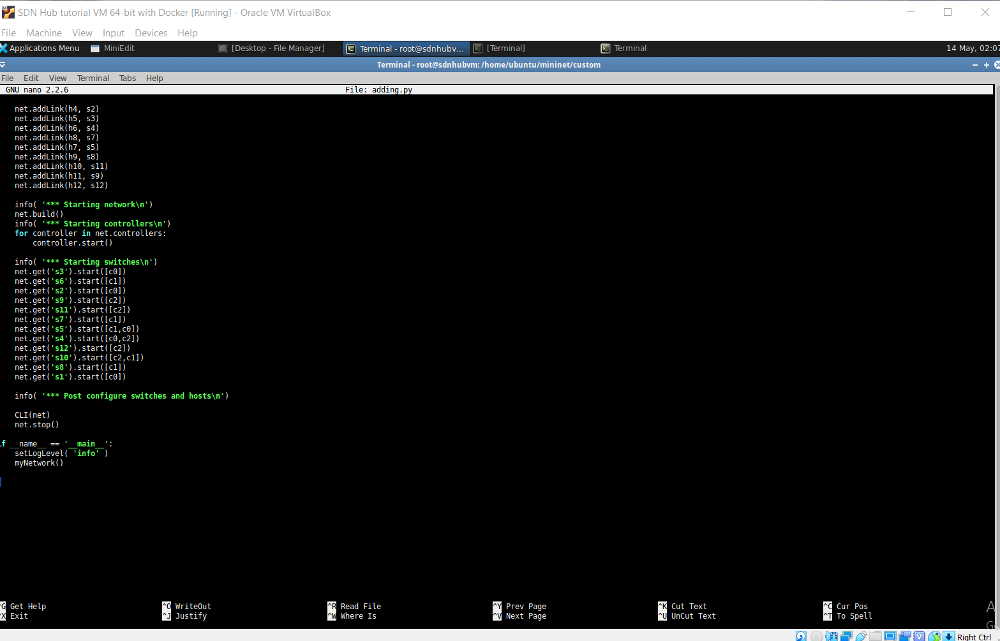 SDN Hub tutorial VM 64-bit with Docker [Running] - Oracle VM VirtualBox
File Machine View Input Devices Help
Applications Menu MiniEdit [Desktop - File Manager] Terminal - root@sdnhubv... [Terminal] Terminal 14 May, 02:07
Terminal - root@sdnhubvm: /home/ubuntu/mininet/custom
File Edit View Terminal Tabs Help
GNU nano 2.2.6 File: adding.py
net.addLink(h4, s2)
net.addLink(h5, s3)
net.addLink(h6, s4)
net.addLink(h8, s7)
net.addLink(h7, s5)
net.addLink(h9, s8)
net.addLink(h10, s11)
net.addLink(h11, s9)
net.addLink(h12, s12)
info( '*** Starting network\n')
net.build()
info( '*** Starting controllers\n')
for controller in net.controllers:
controller.start()
info( '*** Starting switches\n')
net.get('s3').start([c0])
net.get('s6').start([c1])
net.get('s2').start([c0])
net.get('s9').start([c2])
net.get('s11').start([c2])
net.get('s7').start([c1])
net.get('s5').start([c1,c0])
net.get('s4').start([c0,c2])
net.get('s12').start([c2])
net.get('s10').start([c2,c1])
net.get('s8').start([c1])
net.get('s1').start([c0])
info( '*** Post configure switches and hosts\n')
CLI(net)
net.stop()
if __name__ == '__main__':
setLogLevel( 'info' )
myNetwork()
^G Get Help ^O WriteOut ^R Read File ^Y Prev Page ^K Cut Text ^C Cur Pos
^X Exit ^J Justify ^W Where Is ^V Next Page ^U UnCut Text ^T To Spell
Right Ctrl